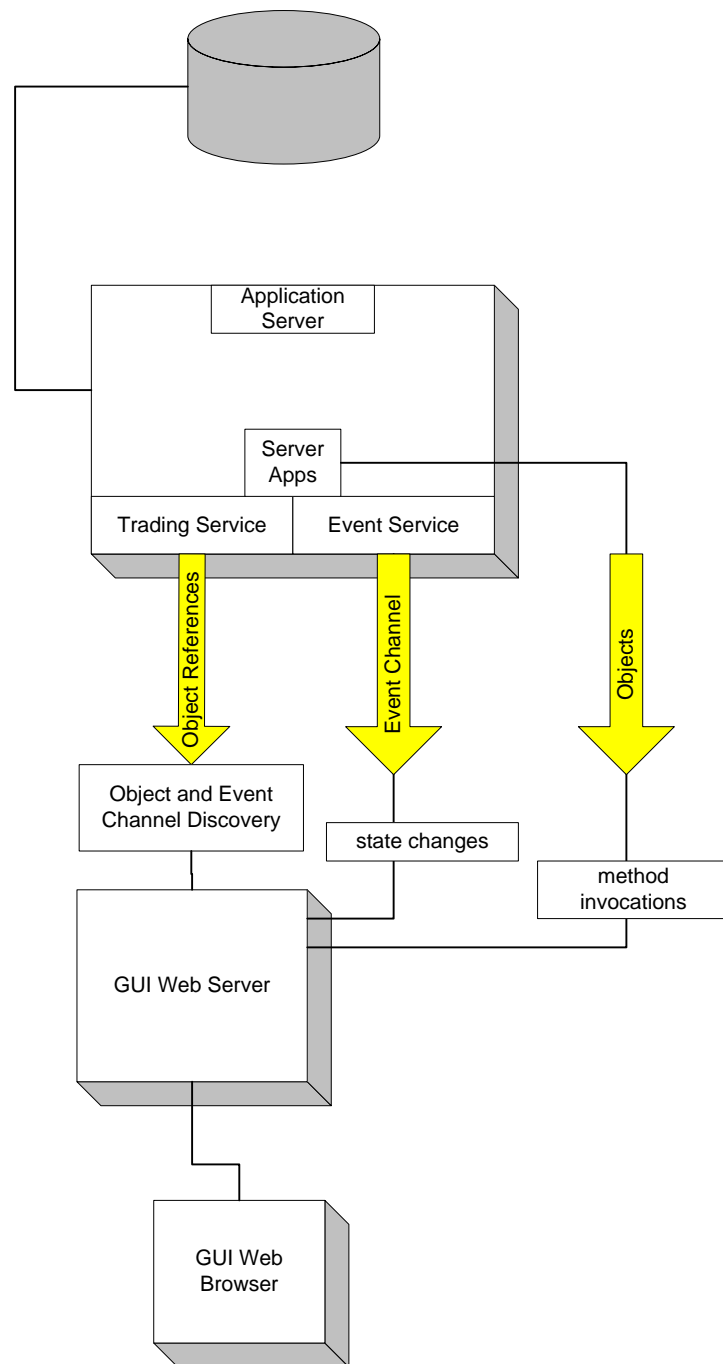 Application
Server
Server
Apps
Trading Service
Event Service
Object References
Event Channel
Objects
Object and Event
Channel Discovery
state changes
method
invocations
GUI Web Server
GUI Web
Browser